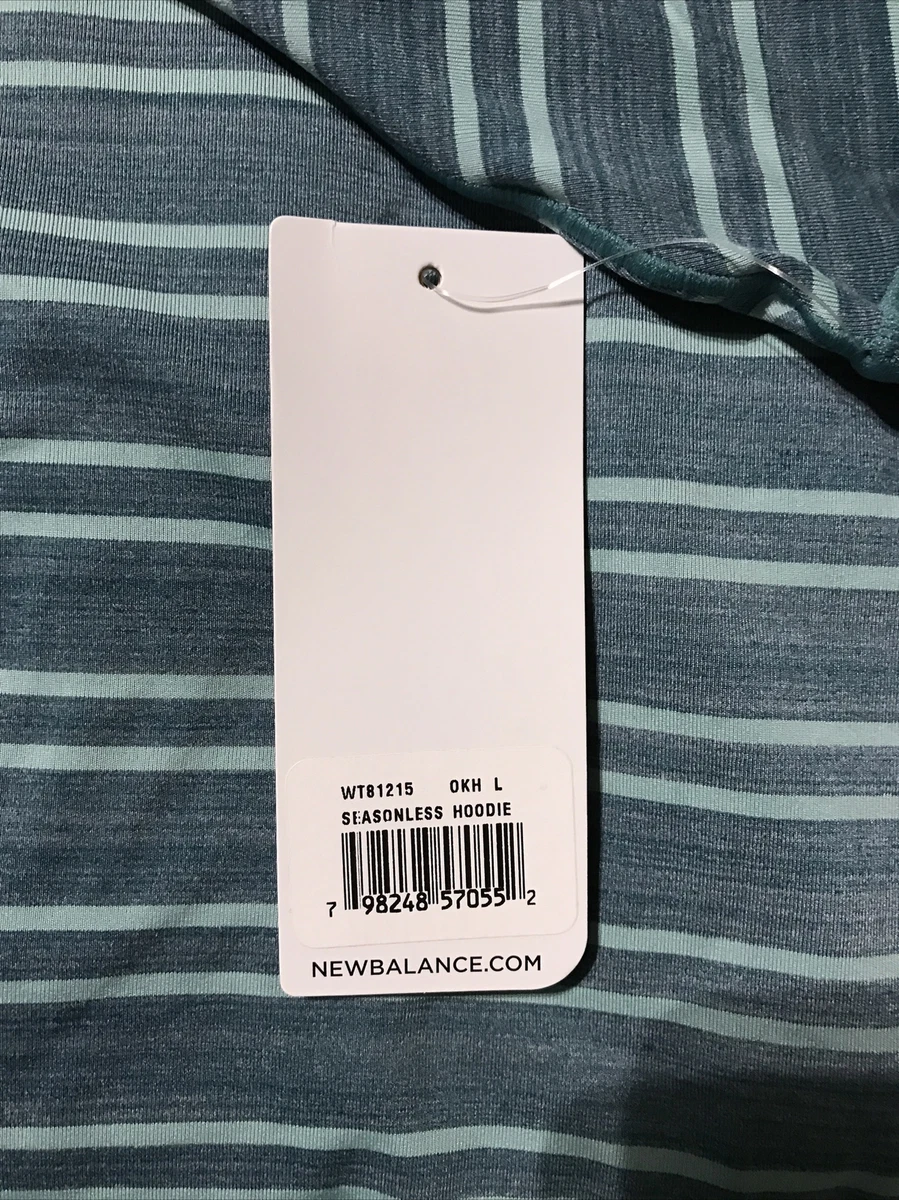 WT81215 OKH L
SEASONLESS HOODIE
7 98248 57055 2
NEWBALANCE.COM